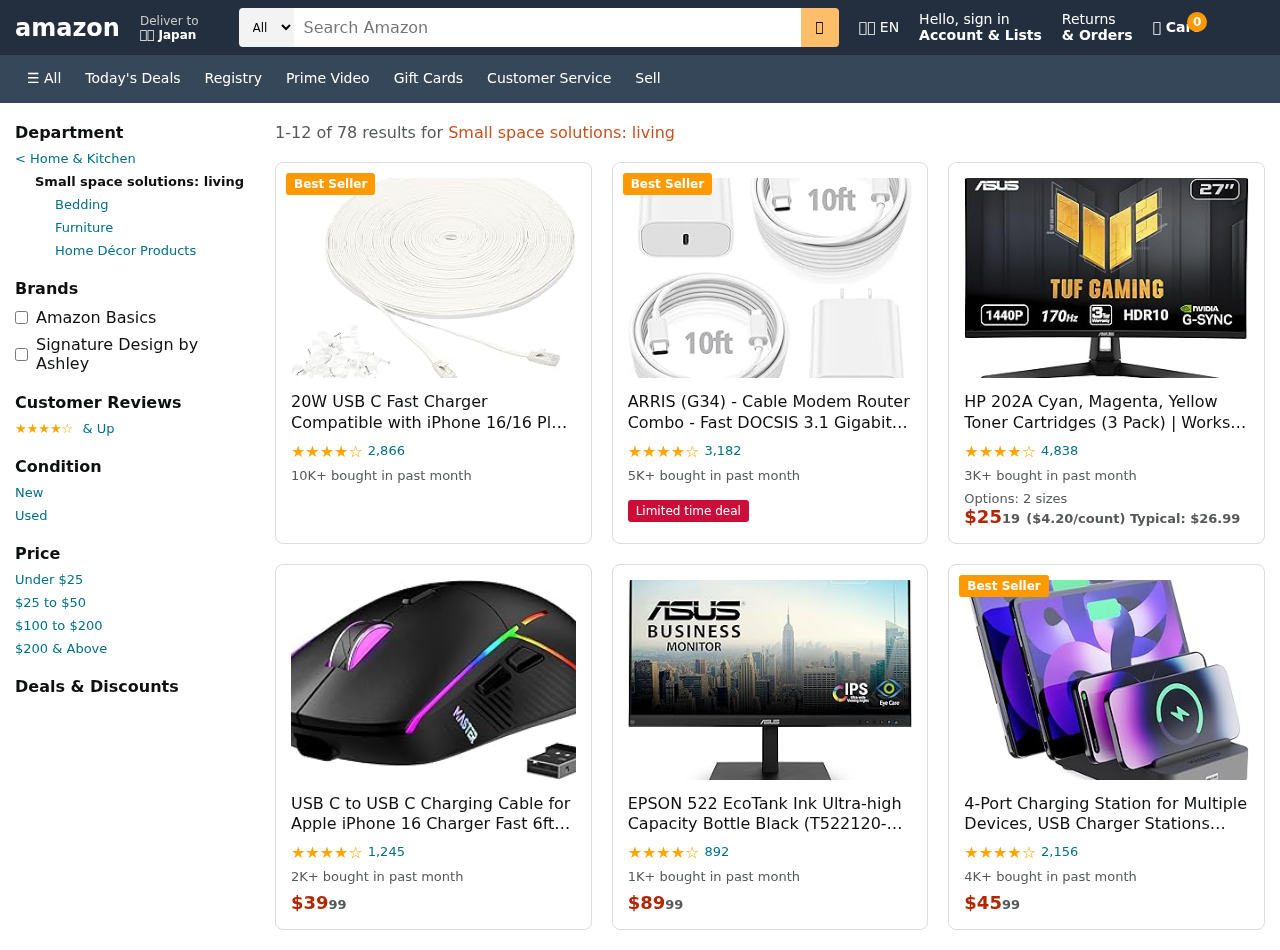 amazon
Deliver to
Japan
All
Search Amazon
EN
Hello, sign in
Account & Lists
Returns
& Orders
0
☰ All
Today's Deals
Registry
Prime Video
Gift Cards
Customer Service
Sell
Department
< Home & Kitchen
Small space solutions: living
Bedding
Furniture
Home Décor Products
Brands
Amazon Basics
Signature Design by
Ashley
Customer Reviews
★★★★☆ & Up
Condition
New
Used
Price
Under $25
$25 to $50
$100 to $200
$200 & Above
Deals & Discounts
1-12 of 78 results for Small space solutions: living
Best Seller
20W USB C Fast Charger
Compatible with iPhone 16/16 Pl...
★★★★☆ 2,866
10K+ bought in past month
Best Seller
10ft
10ft
ARRIS (G34) - Cable Modem Router
Combo - Fast DOCSIS 3.1 Gigabit...
★★★★☆ 3,182
5K+ bought in past month
Limited time deal
ASUS
27"
TUF GAMING
1440P 170Hz 3 HDR10 NVIDIA
G-SYNC
ASUS
HP 202A Cyan, Magenta, Yellow
Toner Cartridges (3 Pack) | Works...
★★★★☆ 4,838
3K+ bought in past month
Options: 2 sizes
$2519 ($4.20/count) Typical: $26.99
MASTER
USB C to USB C Charging Cable for
Apple iPhone 16 Charger Fast 6ft...
★★★★☆ 1,245
2K+ bought in past month
$3999
ASUS
BUSINESS
MONITOR
IPS
Eye Care
ASUS
EPSON 522 EcoTank Ink Ultra-high
Capacity Bottle Black (T522120-...
★★★★☆ 892
1K+ bought in past month
$8999
Best Seller
4-Port Charging Station for Multiple
Devices, USB Charger Stations...
★★★★☆ 2,156
4K+ bought in past month
$4599